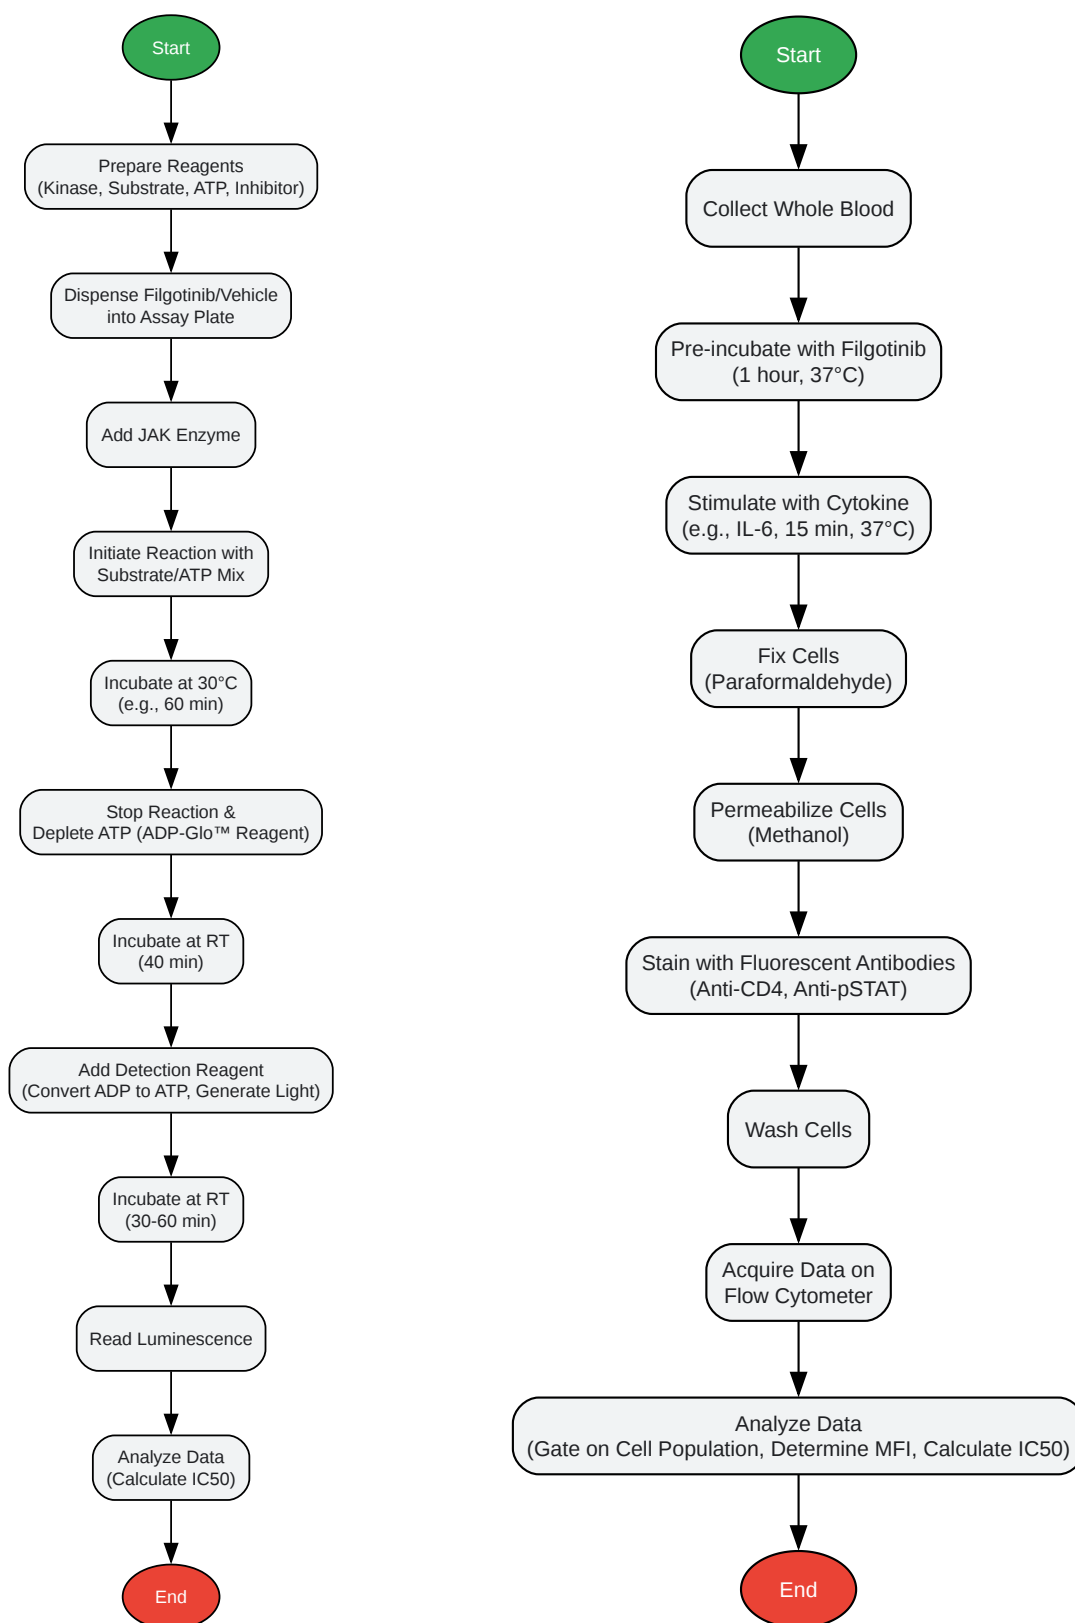 Start
Prepare Reagents
(Kinase, Substrate, ATP, Inhibitor)
Dispense Filgotinib/Vehicle
into Assay Plate
Add JAK Enzyme
Initiate Reaction with
Substrate/ATP Mix
Incubate at 30°C
(e.g., 60 min)
Stop Reaction &
Deplete ATP (ADP-Glo™ Reagent)
Incubate at RT
(40 min)
Add Detection Reagent
(Convert ADP to ATP, Generate Light)
Incubate at RT
(30-60 min)
Read Luminescence
Analyze Data
(Calculate IC50)
End
Start
Collect Whole Blood
Pre-incubate with Filgotinib
(1 hour, 37°C)
Stimulate with Cytokine
(e.g., IL-6, 15 min, 37°C)
Fix Cells
(Paraformaldehyde)
Permeabilize Cells
(Methanol)
Stain with Fluorescent Antibodies
(Anti-CD4, Anti-pSTAT)
Wash Cells
Acquire Data on
Flow Cytometer
Analyze Data
(Gate on Cell Population, Determine MFI, Calculate IC50)
End